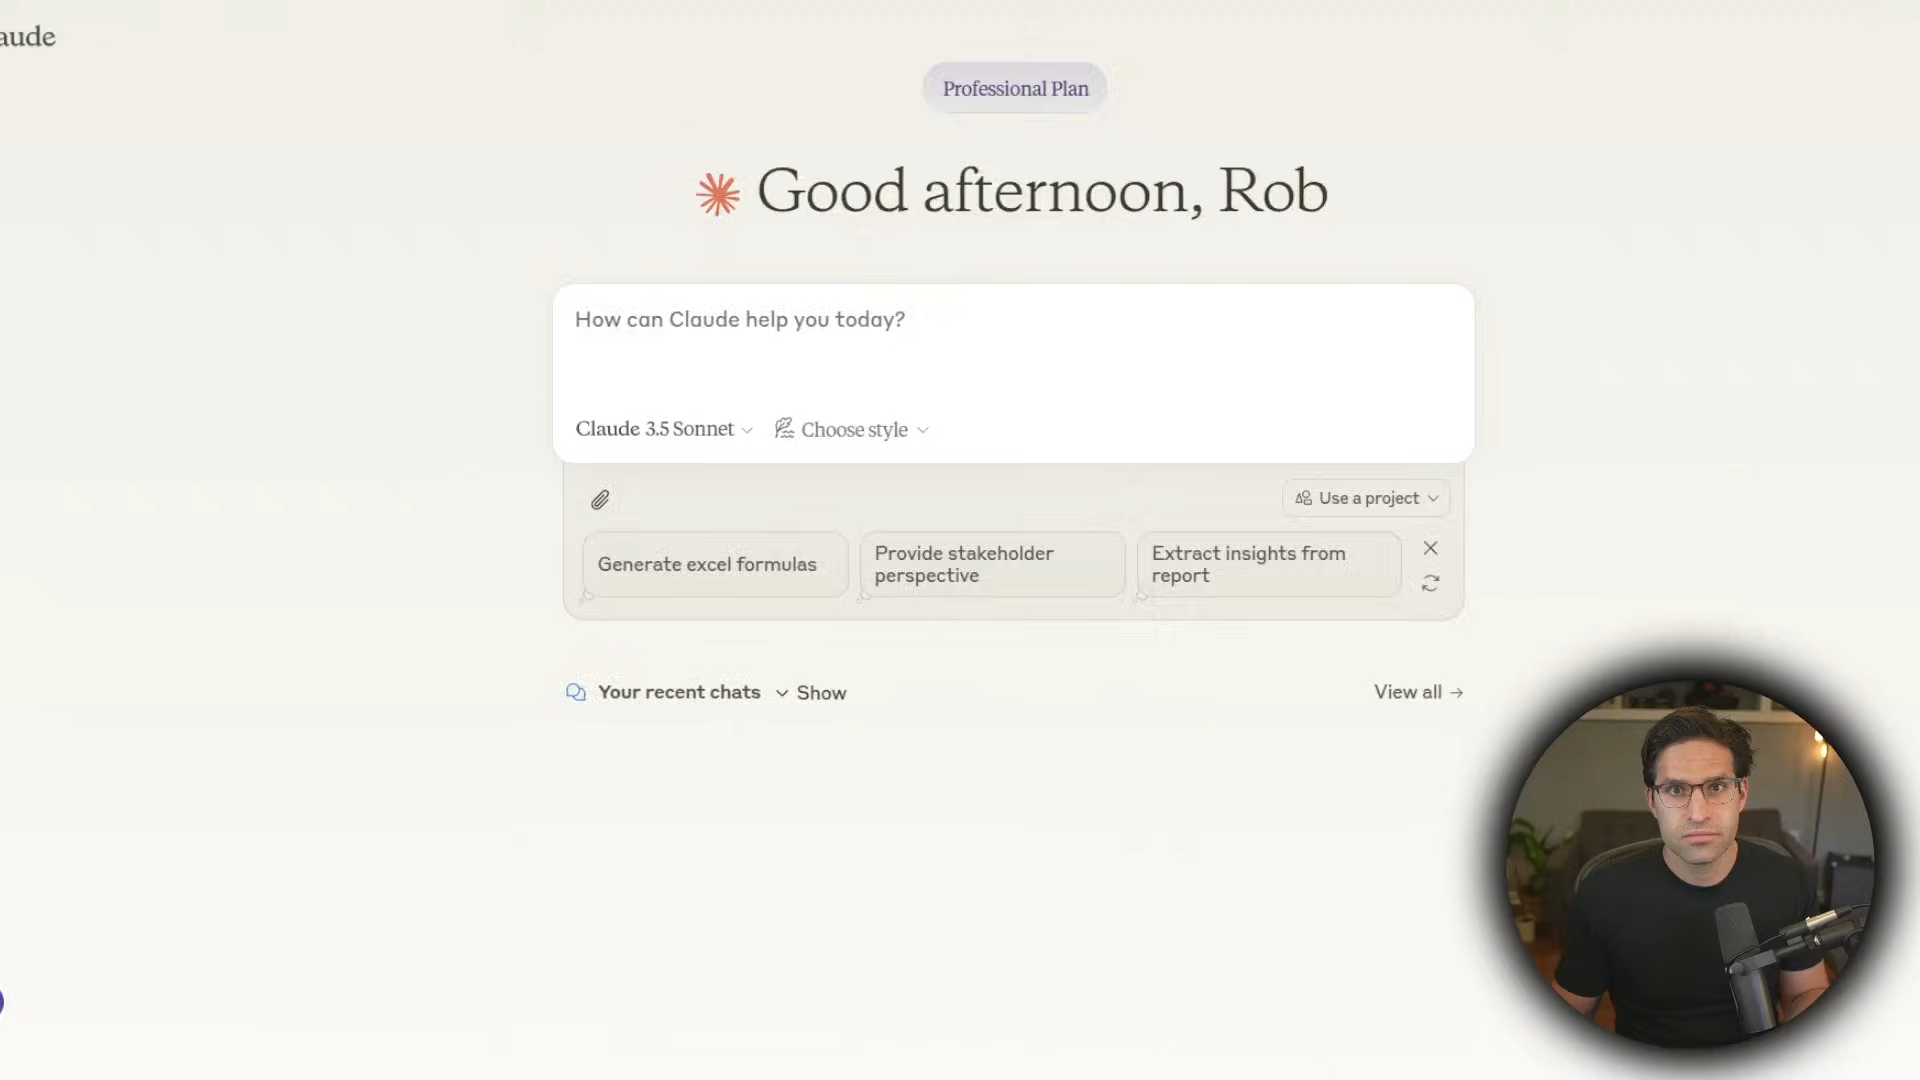 aude
Professional Plan
Good afternoon, Rob
How can Claude help you today?
Claude 3.5 Sonnet
Choose style
Use a project
Generate excel formulas
Provide stakeholder
perspective
Extract insights from
report
Your recent chats
Show
View all →